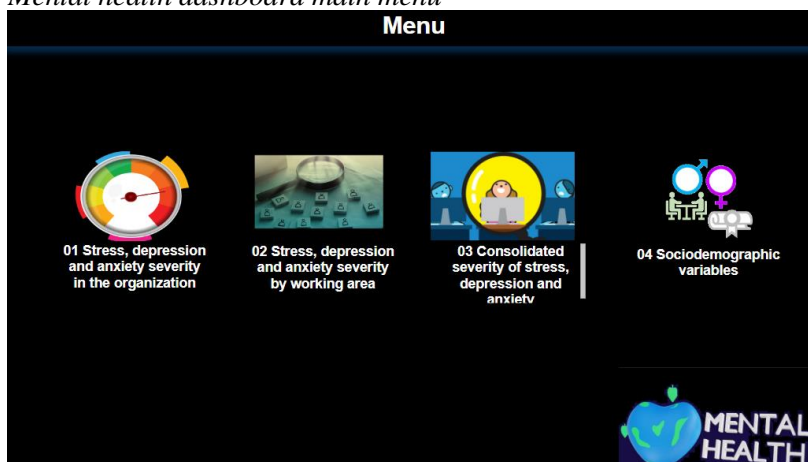 Mental health dashboard main menu
Menu
01 Stress, depression
and anxiety severity
in the organization
02 Stress, depression
and anxiety severity
by working area
03 Consolidated
severity of stress,
depression and
anxiety
04 Sociodemographic
variables
MENTAL
HEALTH